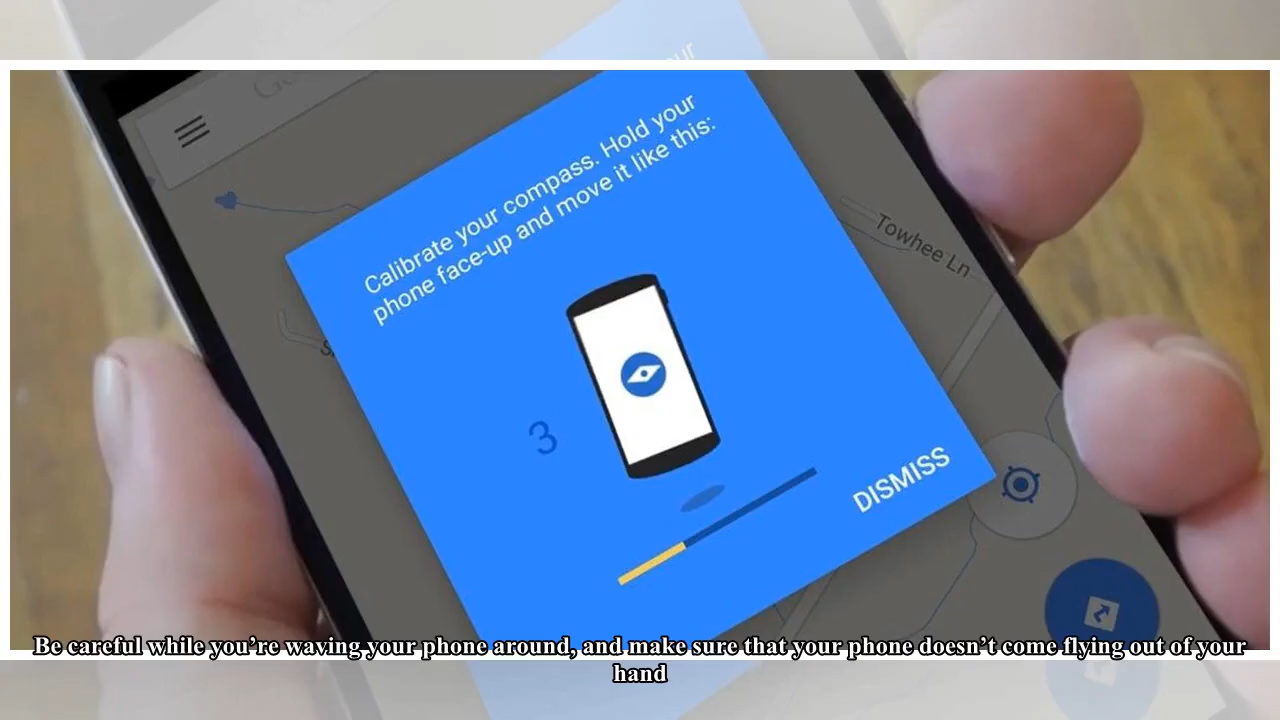 Calibrate your compass. Hold your
phone face-up and move it like this:
Towhee Ln
3
DISMISS
Be careful while you’re waving your phone around, and make sure that your phone doesn’t come flying out of your
hand